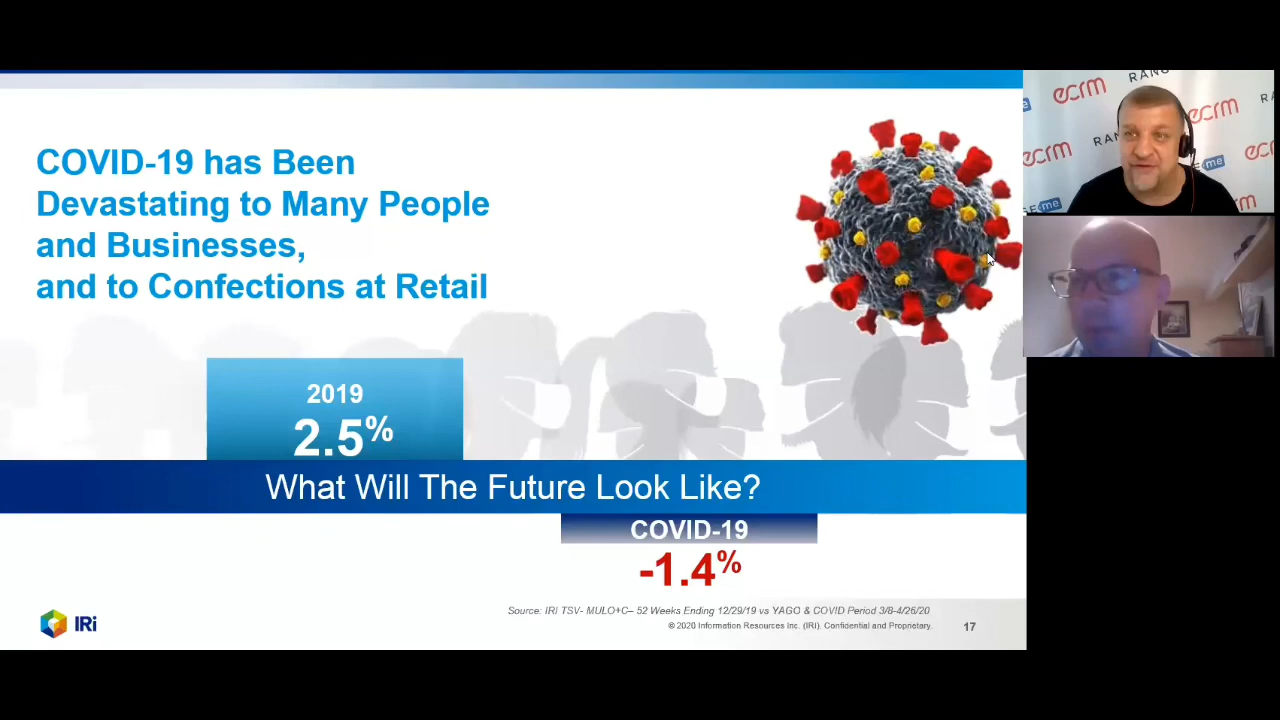 COVID-19 has Been
Devastating to Many People
and Businesses,
and to Confections at Retail
2019
2.5%
What Will The Future Look Like?
COVID-19
-1.4%
Source: IRI TSV- MULO+C– 52 Weeks Ending 12/29/19 vs YAGO & COVID Period 3/8-4/26/20
© 2020 Information Resources Inc. (IRI). Confidential and Proprietary.
17
IRi
ecrm
RANGE
ecrm
ecrm
me